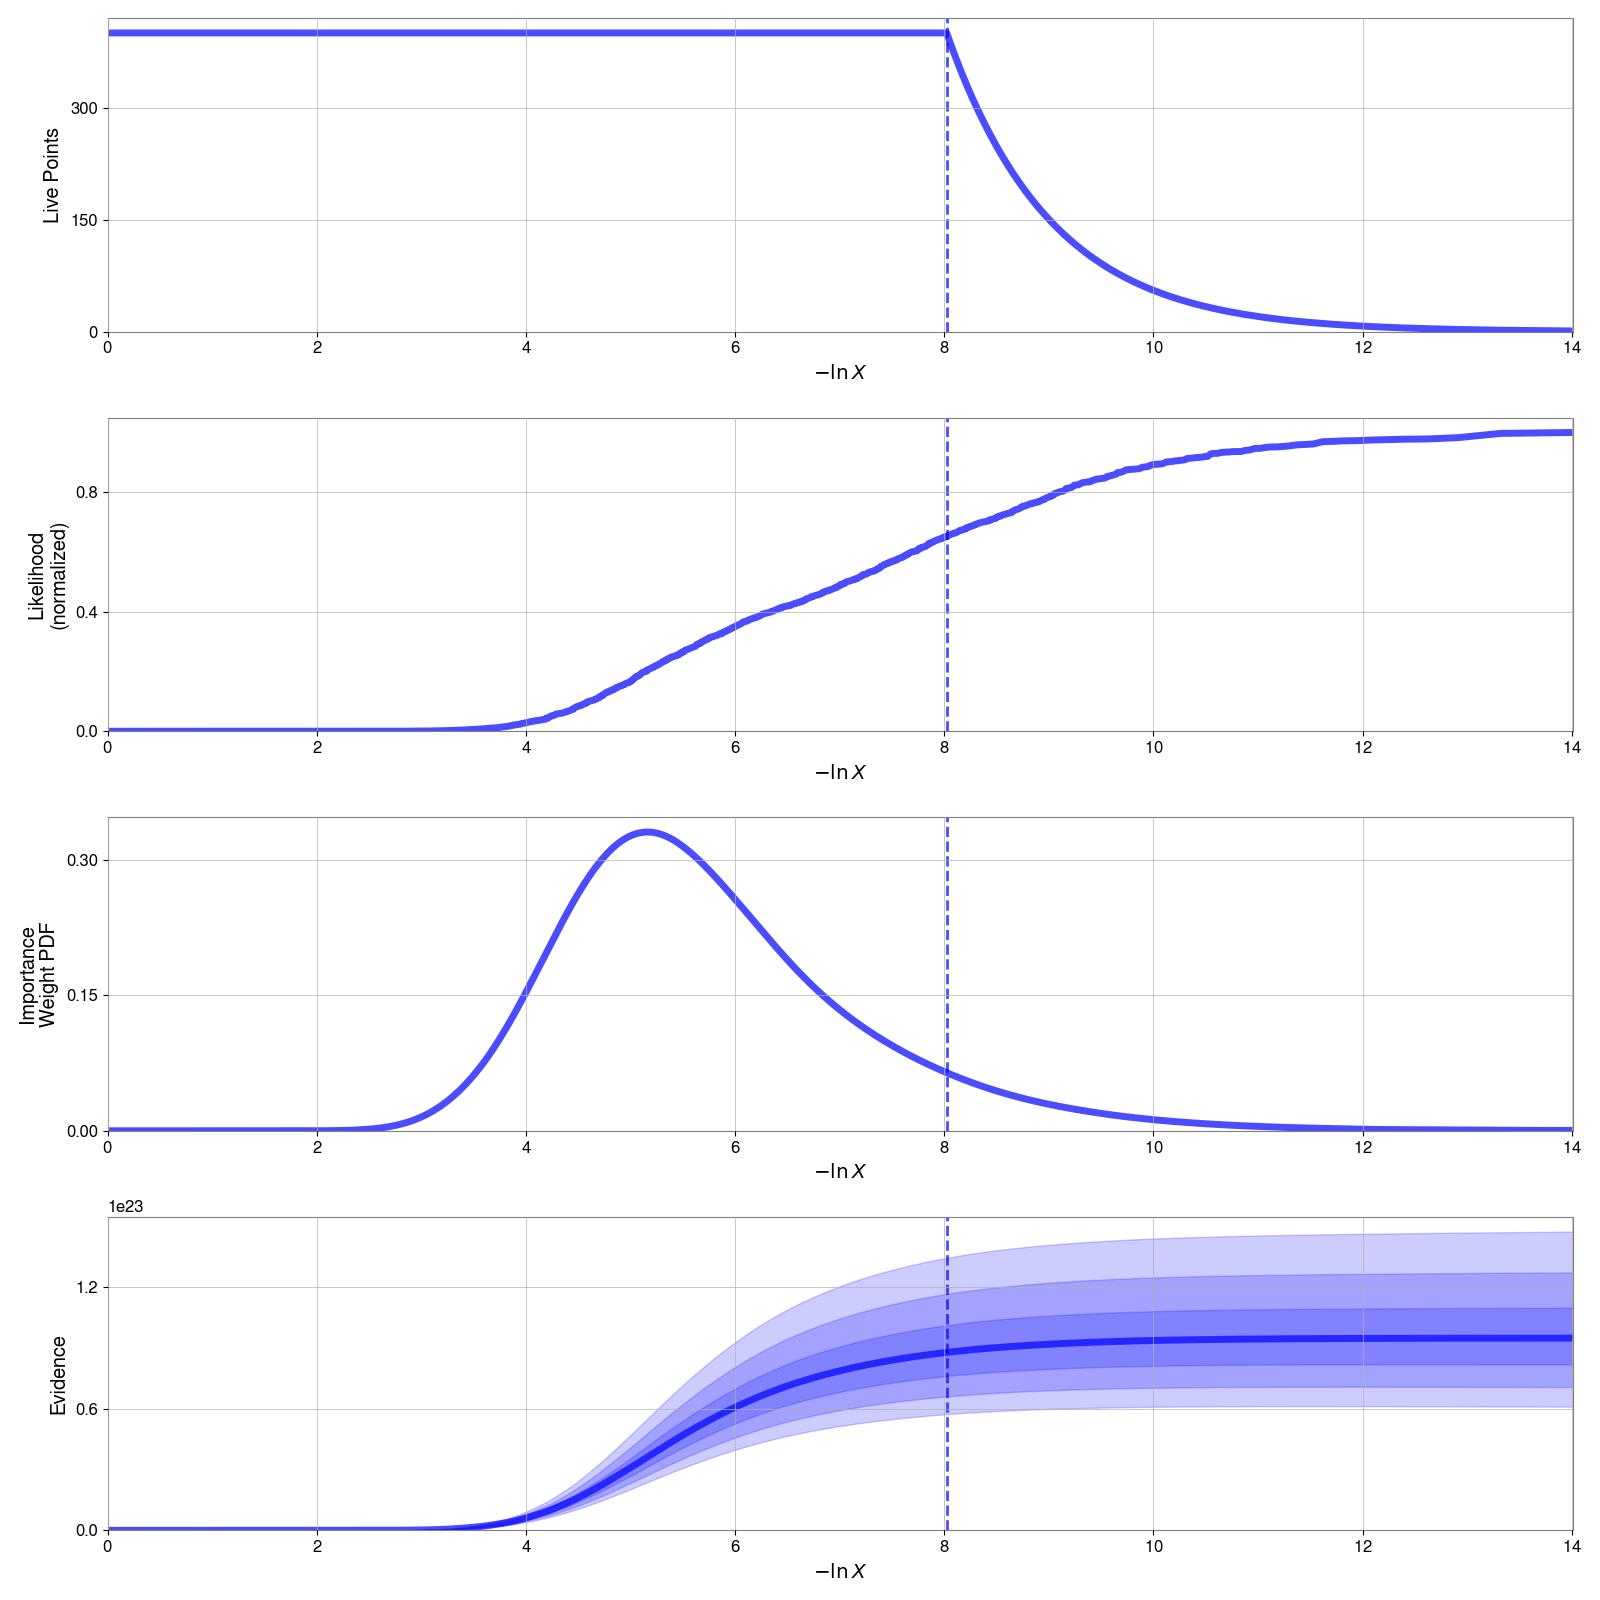 300
150
0
Live Points
0 2 4 6 8 10 12 14
−ln X
0.8
0.4
0.0
Likelihood
(normalized)
0 2 4 6 8 10 12 14
−ln X
0.30
0.15
0.00
Importance
Weight PDF
0 2 4 6 8 10 12 14
−ln X
1e23
1.2
0.6
0.0
Evidence
0 2 4 6 8 10 12 14
−ln X